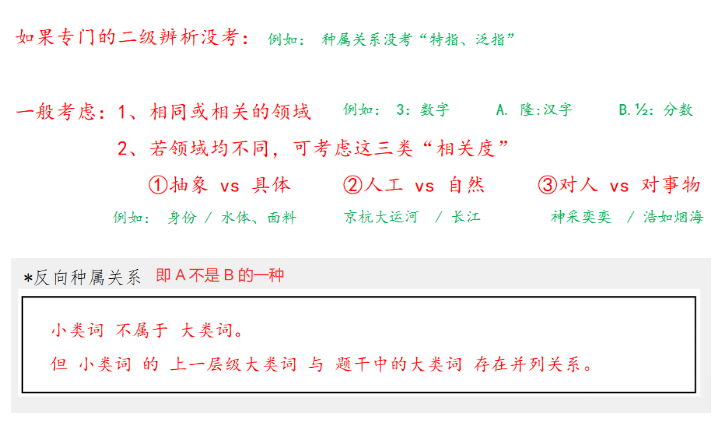 如果专门的二级辨析没考： 例如： 种属关系没考“特指、泛指”
一般考虑：1、相同或相关的领域 例如： 3：数字 A. 隆:汉字 B.½：分数
2、若领域均不同，可考虑这三类“相关度”
①抽象 vs 具体 ②人工 vs 自然 ③对人 vs 对事物
例如： 身份 / 水体、面料 京杭大运河 / 长江 神采奕奕 / 浩如烟海
*反向种属关系 即 A 不是 B 的一种
小类词 不属于 大类词。
但 小类词 的 上一层级大类词 与 题干中的大类词 存在并列关系。